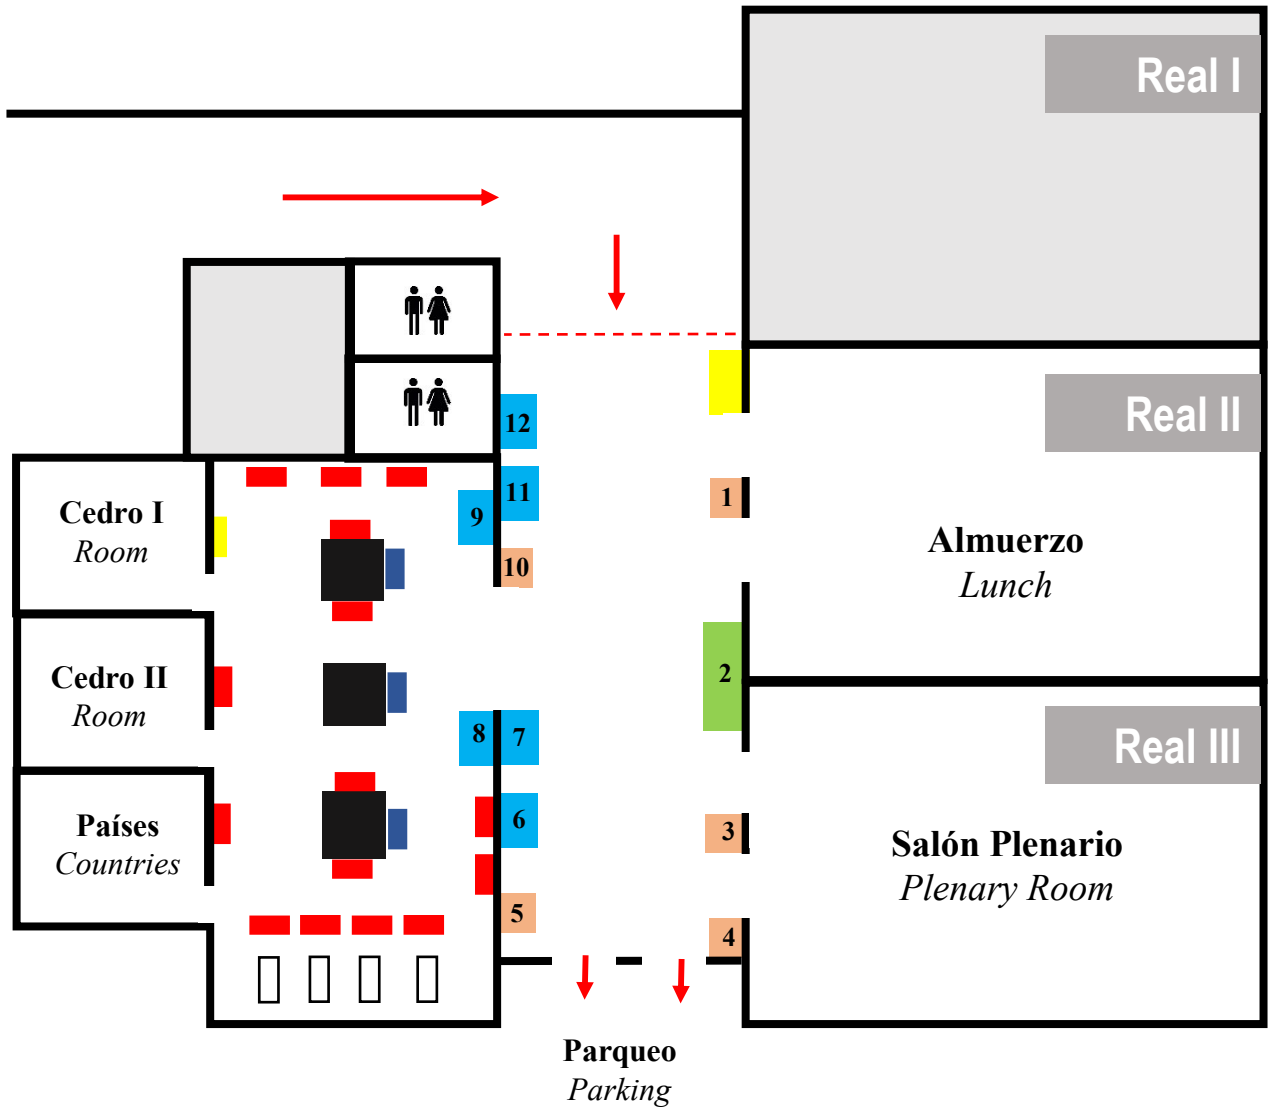 Real I
Real II
12
11
9
10
1
Cedro I
Room
Almuerzo
Lunch
2
Cedro II
Room
8
7
Real III
6
3
Países
Countries
Salón Plenario
Plenary Room
5
4
Parqueo
Parking